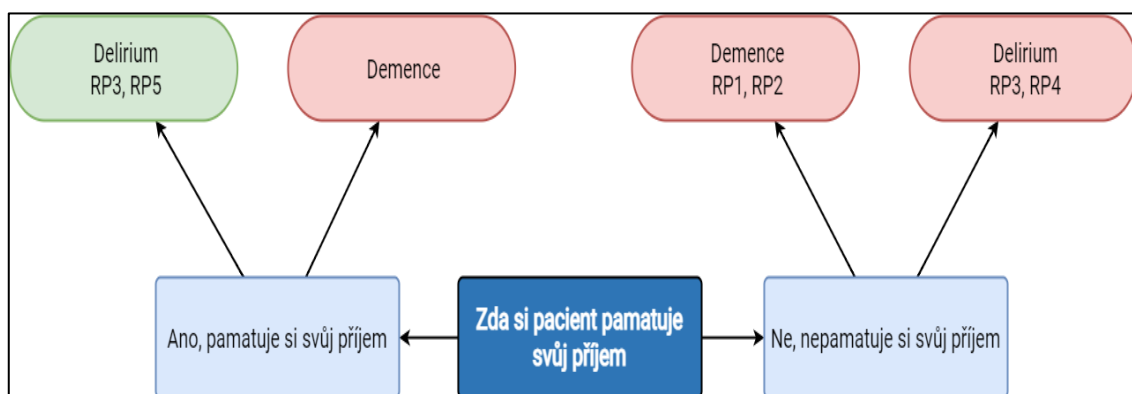 Delirium
RP3, RP5
Demence
Demence
RP1, RP2
Delirium
RP3, RP4
Ano, pamatuje si svůj příjem
Zda si pacient pamatuje
svůj příjem
Ne, nepamatuje si svůj příjem